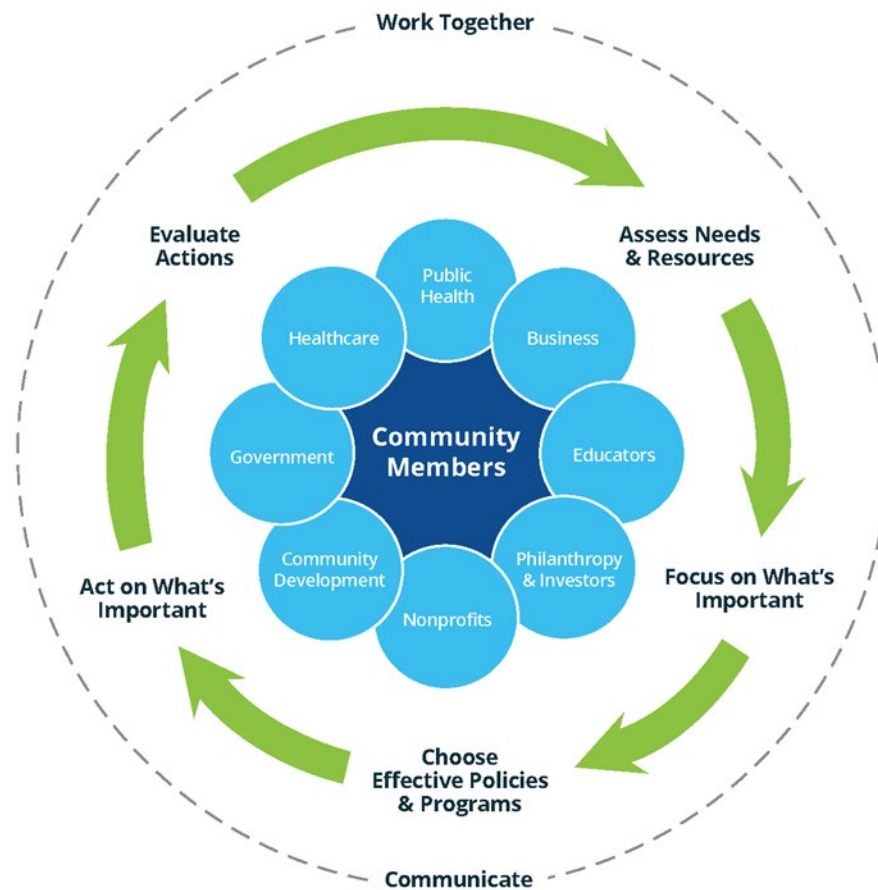 Work Together
Evaluate
Actions
Assess Needs
& Resources
Public
Health
Healthcare
Business
Community
Members
Government
Educators
Community
Development
Philanthropy
& Investors
Nonprofits
Act on What’s
Important
Focus on What’s
Important
Choose
Effective Policies
& Programs
Communicate